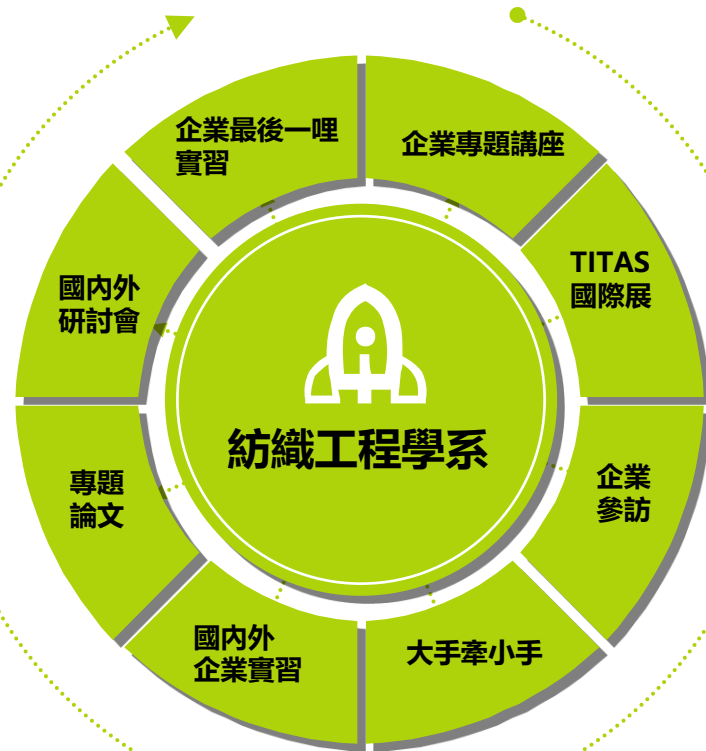 企業最後一哩
實習
企業專題講座
TITAS
國際展
企業
參訪
大手牽小手
國內外
企業實習
專題
論文
國內外
研討會
紡織工程學系